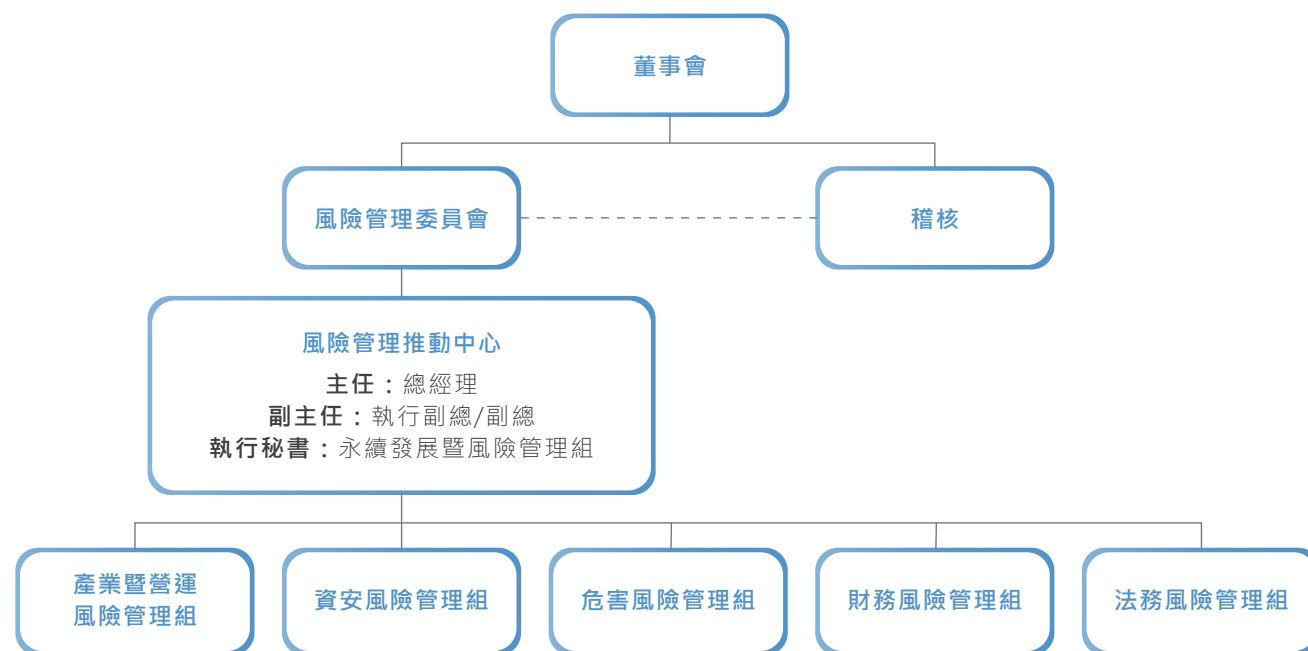 董事會
風險管理委員會
稽核
風險管理推動中心
主任：總經理
副主任：執行副總/副總
執行秘書：永續發展暨風險管理組
產業暨營運
風險管理組
資安風險管理組
危害風險管理組
財務風險管理組
法務風險管理組